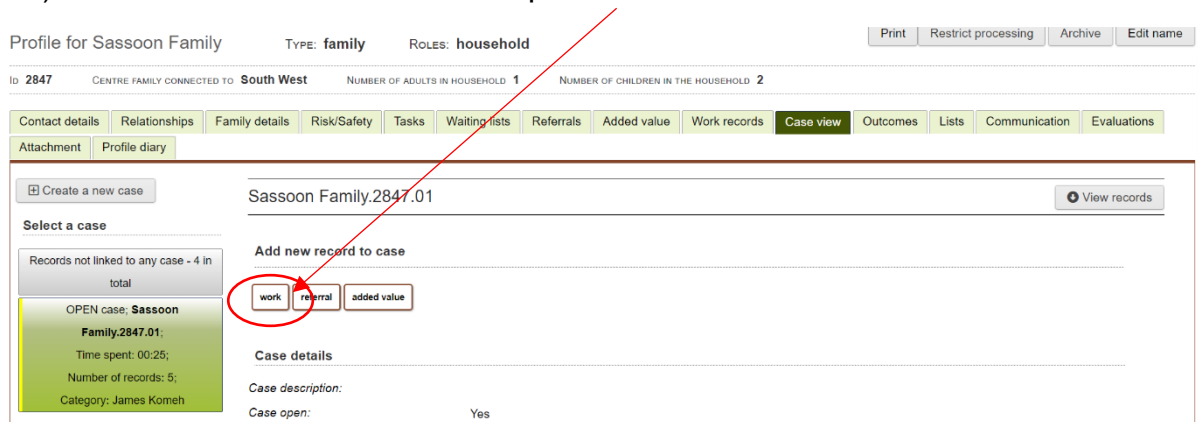 Profile for Sassoon Family TYPE: family ROLES: household Print Restrict processing Archive Edit name
ID 2847 CENTRE FAMILY CONNECTED TO South West NUMBER OF ADULTS IN HOUSEHOLD 1 NUMBER OF CHILDREN IN THE HOUSEHOLD 2
Contact details Relationships Family details Risk/Safety Tasks Waiting lists Referrals Added value Work records Case view Outcomes Lists Communication Evaluations
Attachment Profile diary
Create a new case
Sassoon Family.2847.01
View records
Select a case
Records not linked to any case - 4 in
total
OPEN case; Sassoon
Family.2847.01;
Time spent: 00:25;
Number of records: 5;
Category: James Komeh
Add new record to case
work referral added value
Case details
Case description:
Case open: Yes